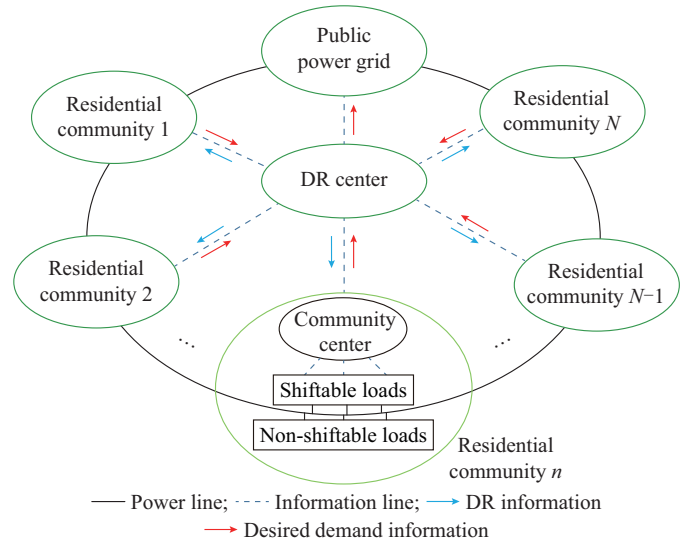 Public
power grid
Residential
community 1
Residential
community N
DR center
Residential
community 2
Residential
community N−1
Community
center
...
...
Shiftable loads
Non-shiftable loads
Residential
community n
Power line; Information line; DR information
Desired demand information